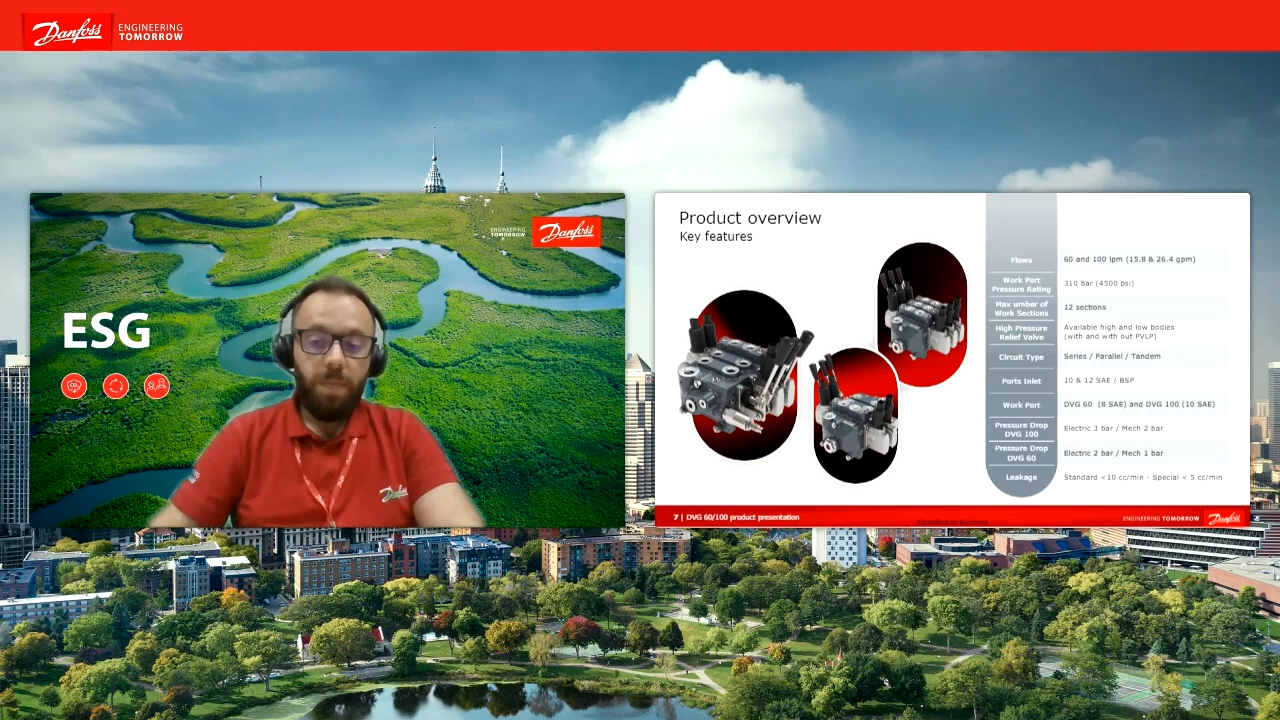 Danfoss
ENGINEERING
TOMORROW
ENGINEERING
TOMORROW
Danfoss
ESG
CO₂
Danfoss
Product overview
Key features
Flows
60 and 100 lpm (15.8 & 26.4 gpm)
Work Port
Pressure Rating
310 bar (4500 psi)
Max umber of
Work Sections
12 sections
High Pressure
Relief Valve
Available high and low bodies
(with and with out PVLP)
Circuit Type
Series / Parallel / Tandem
Ports Inlet
10 & 12 SAE / BSP
Work Port
DVG 60 (8 SAE) and DVG 100 (10 SAE)
Pressure Drop
DVG 100
Electric 3 bar / Mech 2 bar
Pressure Drop
DVG 60
Electric 2 bar / Mech 1 bar
Leakage
Standard <10 cc/min - Special < 5 cc/min
7 | DVG 60/100 product presentation
Classified as Business
ENGINEERING TOMORROW
Danfoss